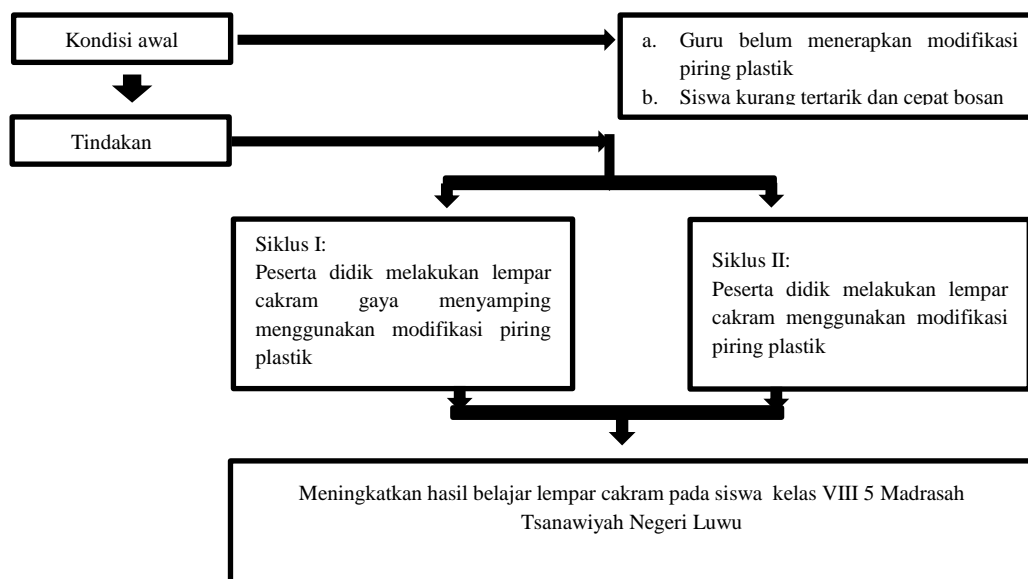 Kondisi awal
a. Guru belum menerapkan modifikasi
piring plastik
b. Siswa kurang tertarik dan cepat bosan
Tindakan
Siklus I:
Peserta didik melakukan lempar
cakram gaya menyamping
menggunakan modifikasi piring
plastik
Siklus II:
Peserta didik melakukan lempar
cakram menggunakan modifikasi
piring plastik
Meningkatkan hasil belajar lempar cakram pada siswa kelas VIII 5 Madrasah
Tsanawiyah Negeri Luwu